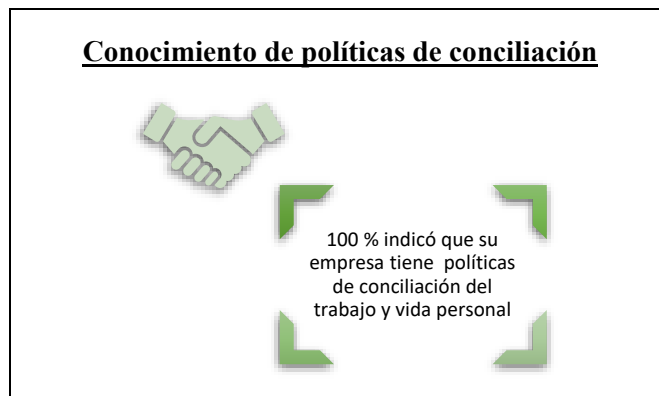 Conocimiento de políticas de conciliación
100 % indicó que su
empresa tiene políticas
de conciliación del
trabajo y vida personal